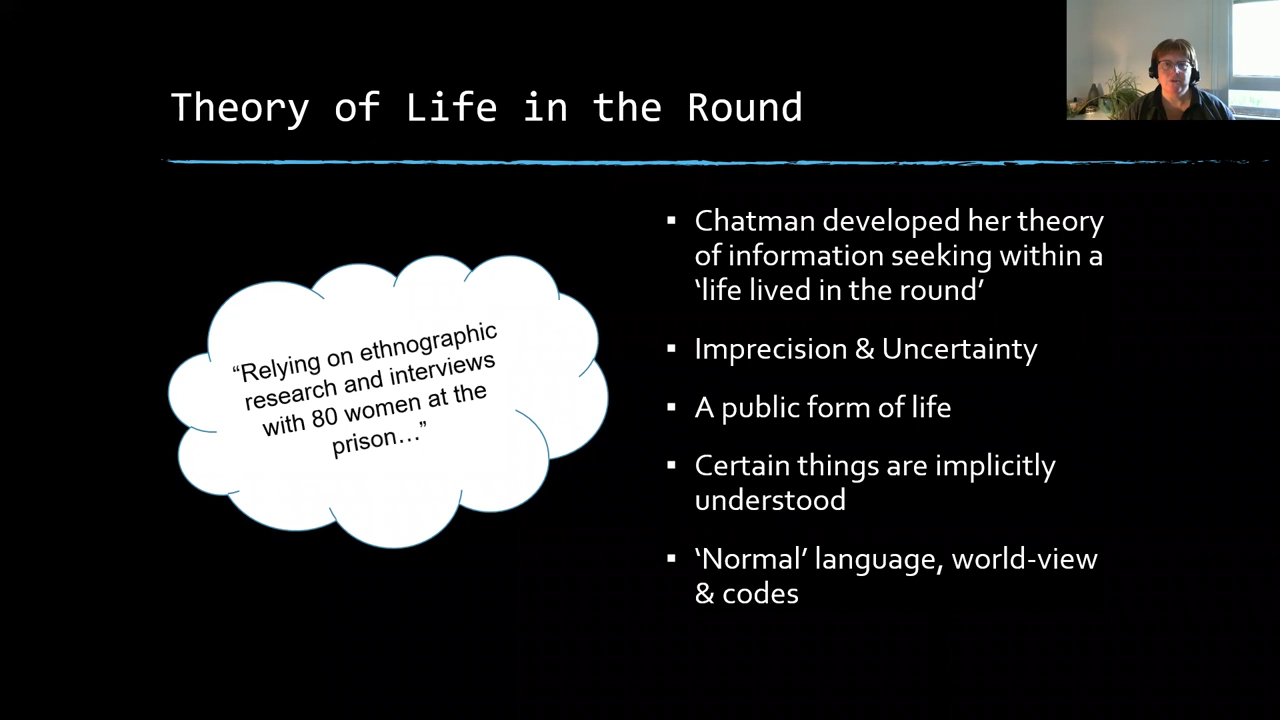 Theory of Life in the Round
“Relying on ethnographic
research and interviews
with 80 women at the
prison…”
▪ Chatman developed her theory
of information seeking within a
‘life lived in the round’
▪ Imprecision & Uncertainty
▪ A public form of life
▪ Certain things are implicitly
understood
▪ ‘Normal’ language, world-view
& codes